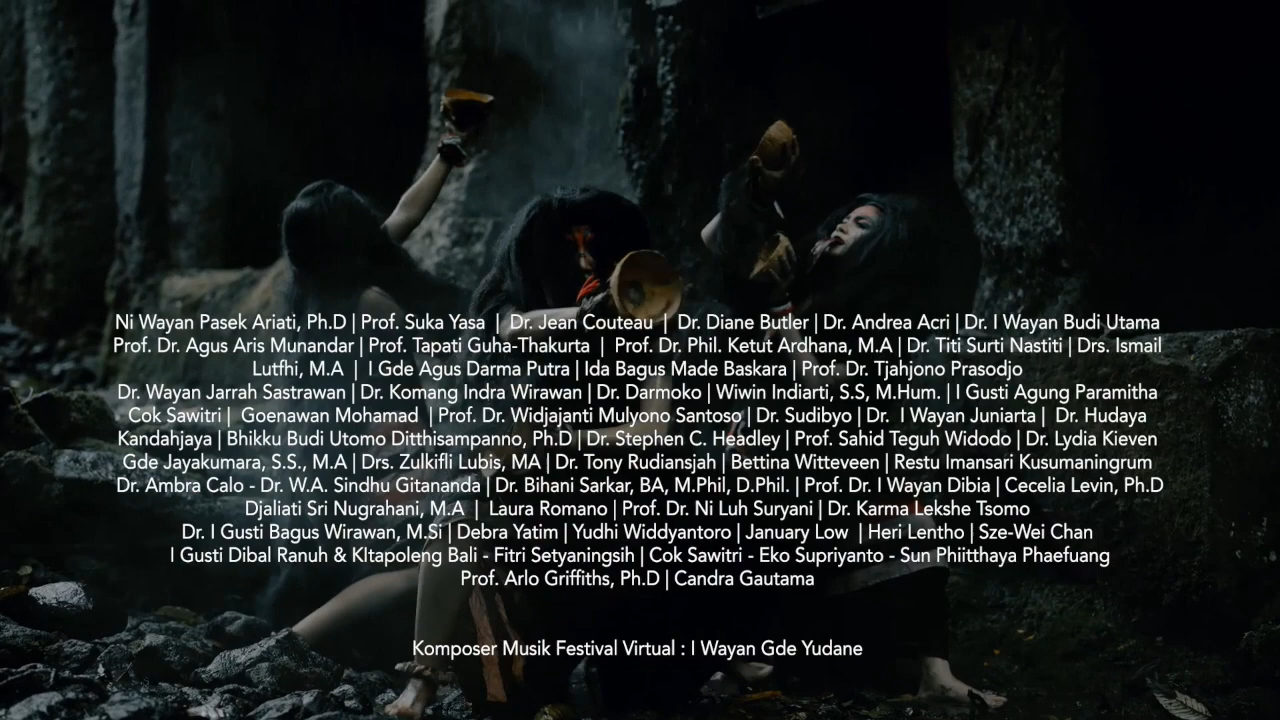 Ni Wayan Pasek Ariati, Ph.D | Prof. Suka Yasa | Dr. Jean Couteau | Dr. Diane Butler | Dr. Andrea Acri | Dr. I Wayan Budi Utama
Prof. Dr. Agus Aris Munandar | Prof. Tapati Guha-Thakurta | Prof. Dr. Phil. Ketut Ardhana, M.A | Dr. Titi Surti Nastiti | Drs. Ismail
Lutfhi, M.A | I Gde Agus Darma Putra | Ida Bagus Made Baskara | Prof. Dr. Tjahjono Prasodjo
Dr. Wayan Jarrah Sastrawan | Dr. Komang Indra Wirawan | Dr. Darmoko | Wiwin Indiarti, S.S, M.Hum. | I Gusti Agung Paramitha
Cok Sawitri | Goenawan Mohamad | Prof. Dr. Widjajanti Mulyono Santoso | Dr. Sudibyo | Dr. I Wayan Juniarta | Dr. Hudaya
Kandahjaya | Bhikku Budi Utomo Ditthisampanno, Ph.D | Dr. Stephen C. Headley | Prof. Sahid Teguh Widodo | Dr. Lydia Kieven
Gde Jayakumara, S.S., M.A | Drs. Zulkifli Lubis, MA | Dr. Tony Rudiansjah | Bettina Witteveen | Restu Imansari Kusumaningrum
Dr. Ambra Calo - Dr. W.A. Sindhu Gitananda | Dr. Bihani Sarkar, BA, M.Phil, D.Phil. | Prof. Dr. I Wayan Dibia | Cecelia Levin, Ph.D
Djaliati Sri Nugrahani, M.A | Laura Romano | Prof. Dr. Ni Luh Suryani | Dr. Karma Lekshe Tsomo
Dr. I Gusti Bagus Wirawan, M.Si | Debra Yatim | Yudhi Widdyantoro | January Low | Heri Lentho | Sze-Wei Chan
I Gusti Dibal Ranuh & KItapoleng Bali - Fitri Setyaningsih | Cok Sawitri - Eko Supriyanto - Sun Phiitthaya Phaefuang
Prof. Arlo Griffiths, Ph.D | Candra Gautama
Komposer Musik Festival Virtual : I Wayan Gde Yudane